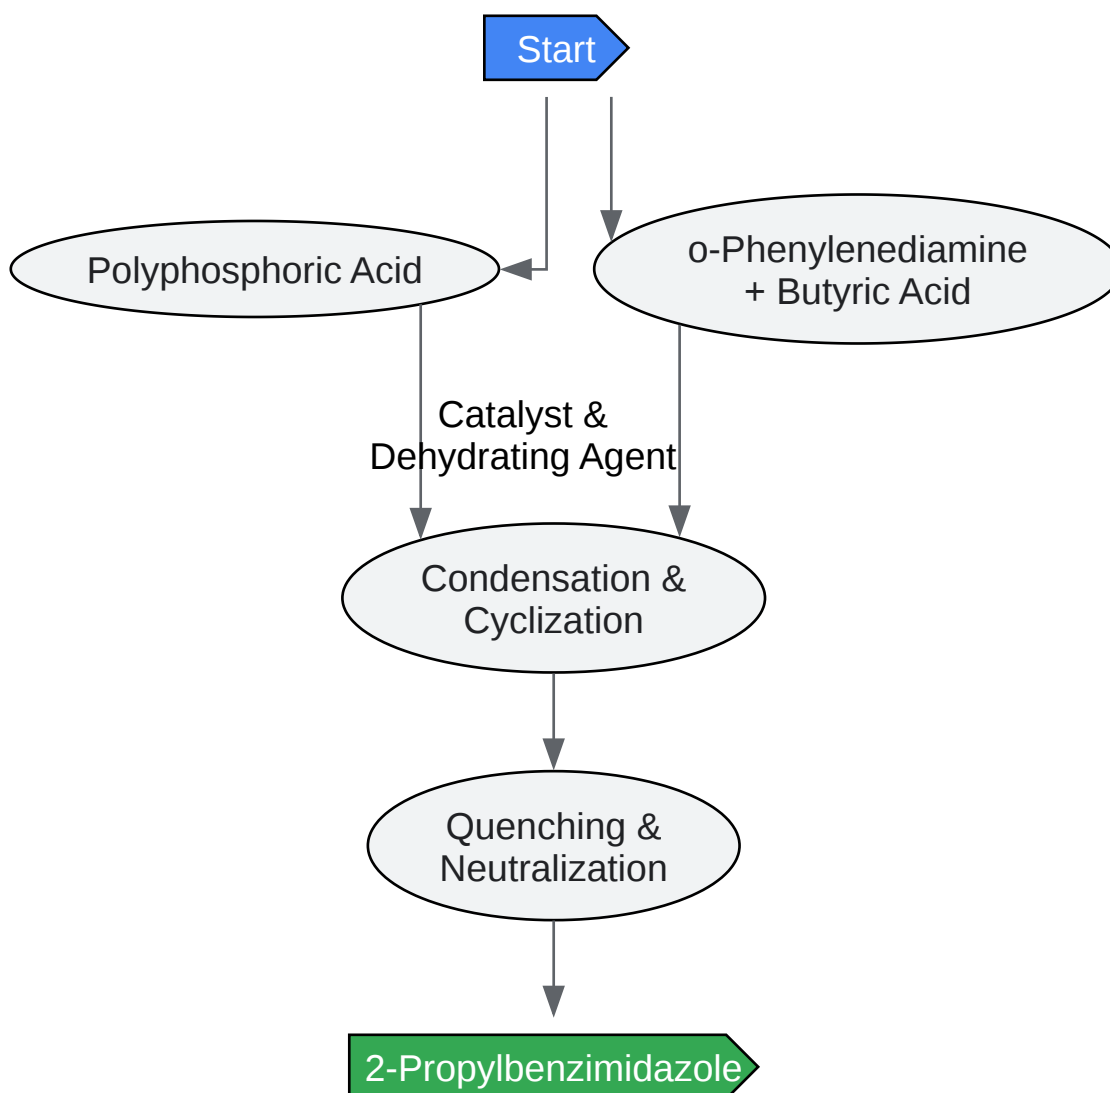 Start
Polyphosphoric Acid
o-Phenylenediamine
+ Butyric Acid
Catalyst &
Dehydrating Agent
Condensation &
Cyclization
Quenching &
Neutralization
2-Propylbenzimidazole